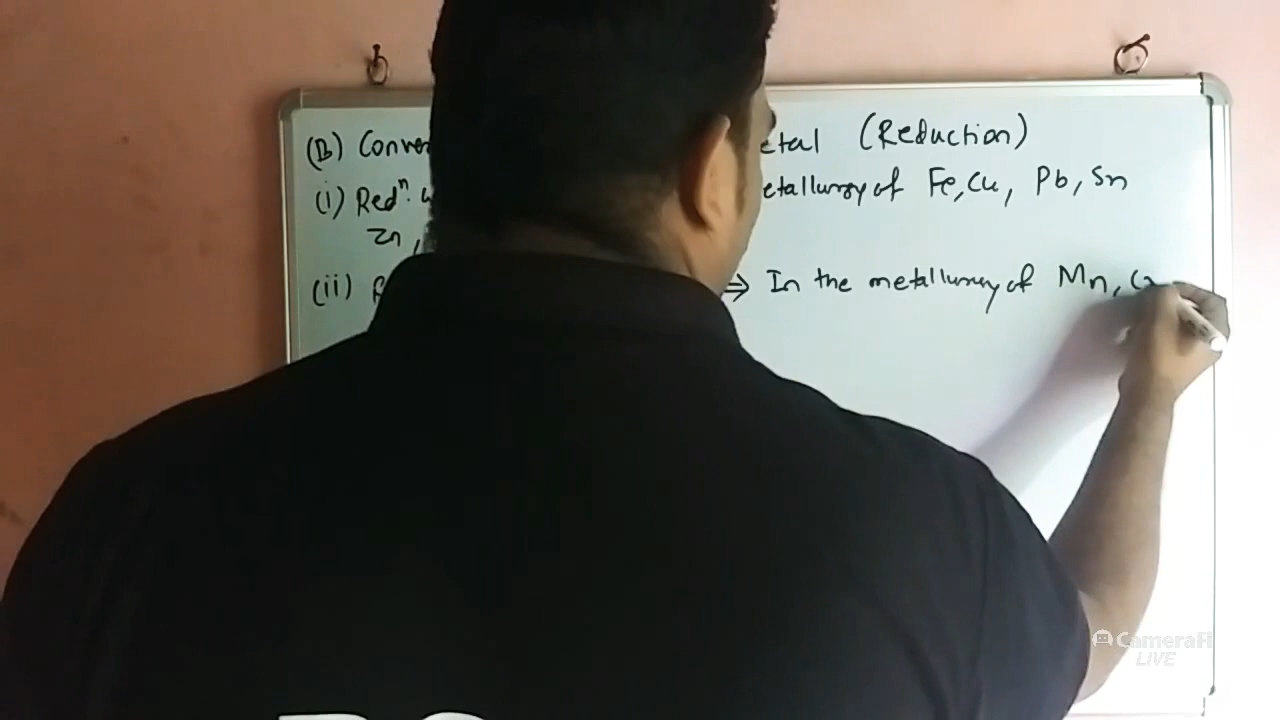 (B) Conver etal (Reduction)
(i) Redⁿ. etallurgy of Fe, Cu, Pb, Sn
Zn,
(ii) ⇒ In the metallurgy of Mn, Cr
CameraFi
LIVE